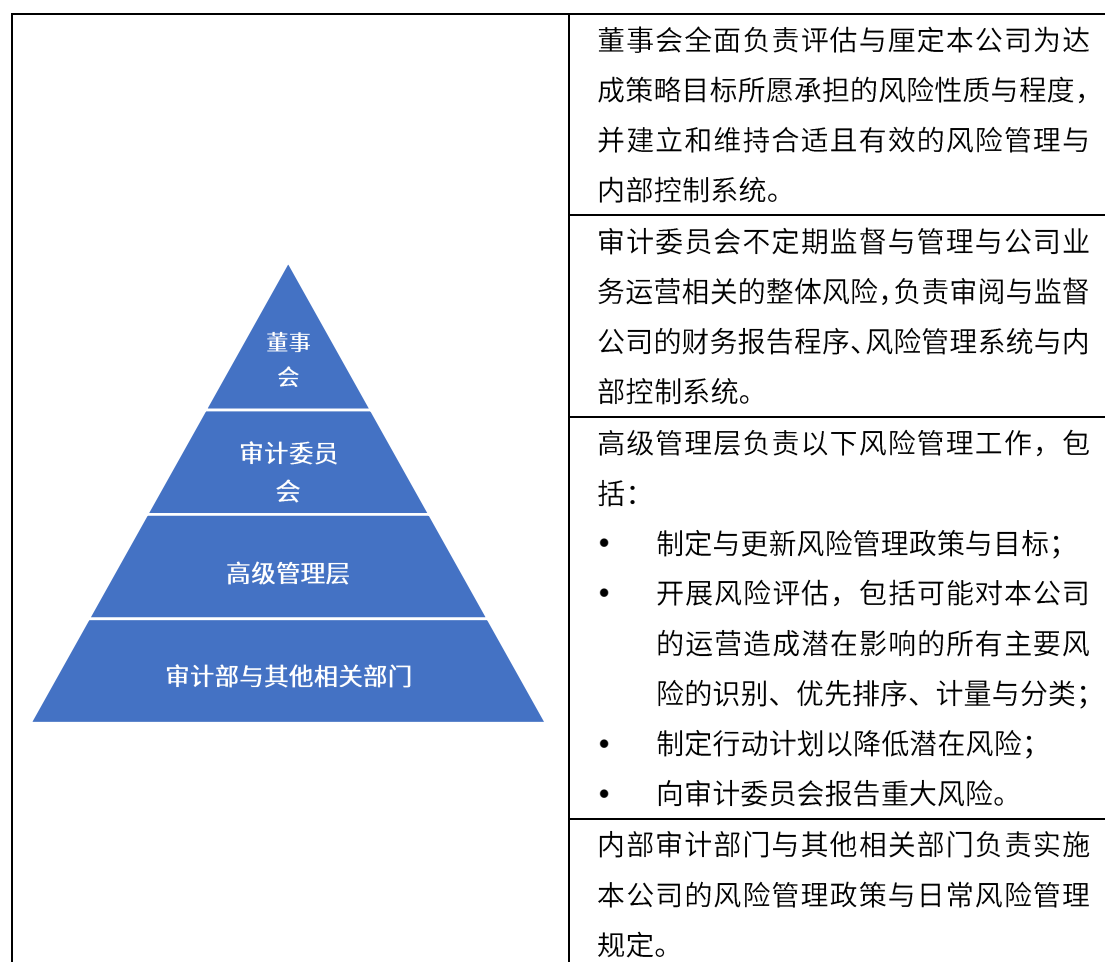 董事
会
审计委员
会
高级管理层
审计部与其他相关部门
董事会全面负责评估与厘定本公司为达
成策略目标所愿承担的风险性质与程度，
并建立和维持合适且有效的风险管理与
内部控制系统。
审计委员会不定期监督与管理与公司业
务运营相关的整体风险，负责审阅与监督
公司的财务报告程序、风险管理系统与内
部控制系统。
高级管理层负责以下风险管理工作，包
括：
• 制定与更新风险管理政策与目标；
• 开展风险评估，包括可能对本公司
的运营造成潜在影响的所有主要风
险的识别、优先排序、计量与分类；
• 制定行动计划以降低潜在风险；
• 向审计委员会报告重大风险。
内部审计部门与其他相关部门负责实施
本公司的风险管理政策与日常风险管理
规定。